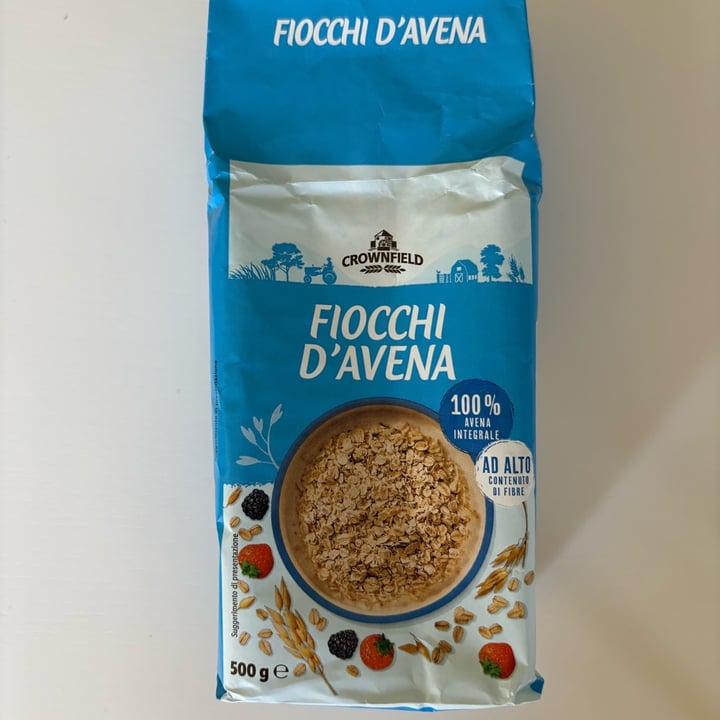 FIOCCHI D'AVENA
CROWNFIELD
FIOCCHI
D'AVENA
100%
AVENA
INTEGRALE
AD ALTO
CONTENUTO
DI FIBRE
Suggerimento di presentazione
500 g ℮